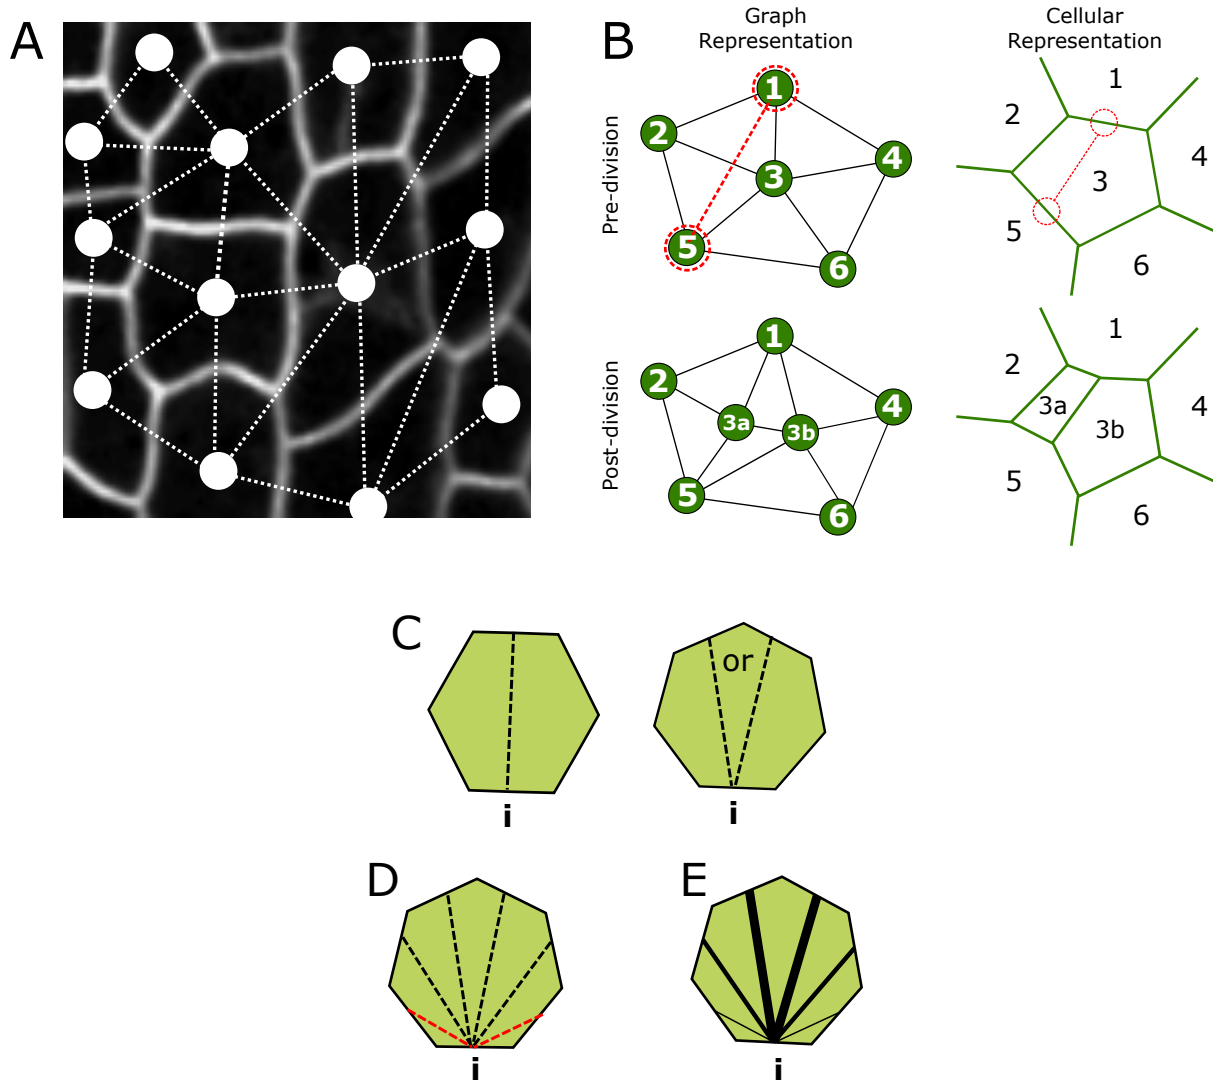 A
B
Graph
Representation
Cellular
Representation
Pre-division
1
2
3
4
5
6
1
2
3
4
5
6
Post-division
1
2
3a
3b
4
5
6
1
2
3a
3b
4
5
6
C
or
i
i
D
E
i
i